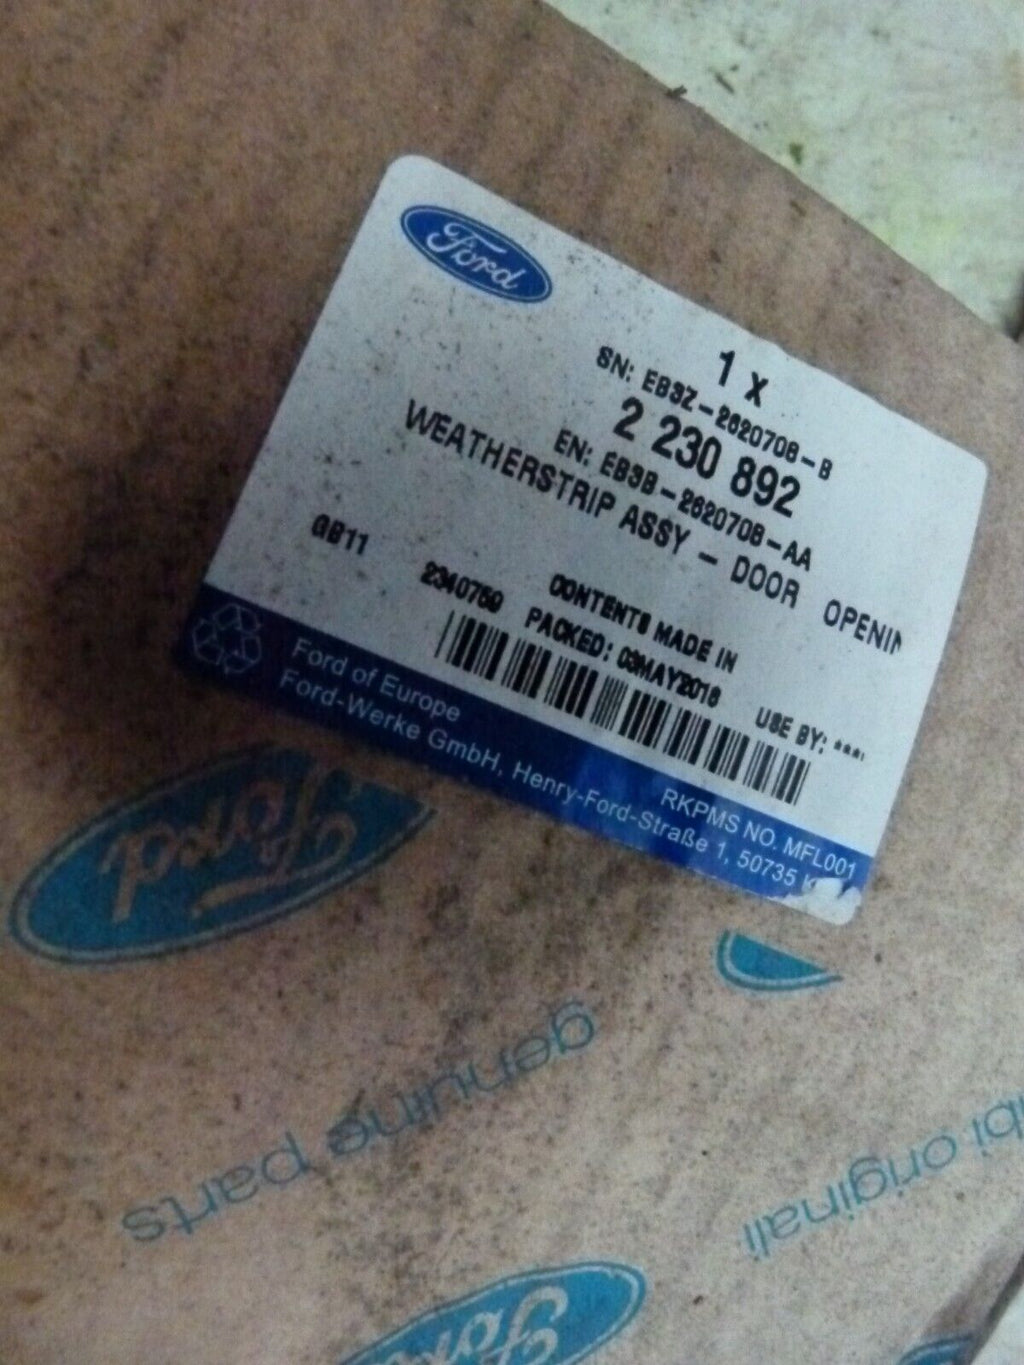 Ford
1 X
SN: EB3Z-2620708-B
2 230 892
EN: EB3B-2620708-AA
WEATHERSTRIP ASSY - DOOR OPENIN
GB11
CONTENTS MADE IN
2340759 PACKED: 03MAY2018 USE BY: ****
RKPMS NO. MFL001
Ford of Europe
Ford-Werke GmbH, Henry-Ford-Straße 1, 50735
Ford
genuine parts
bi originali
Ford